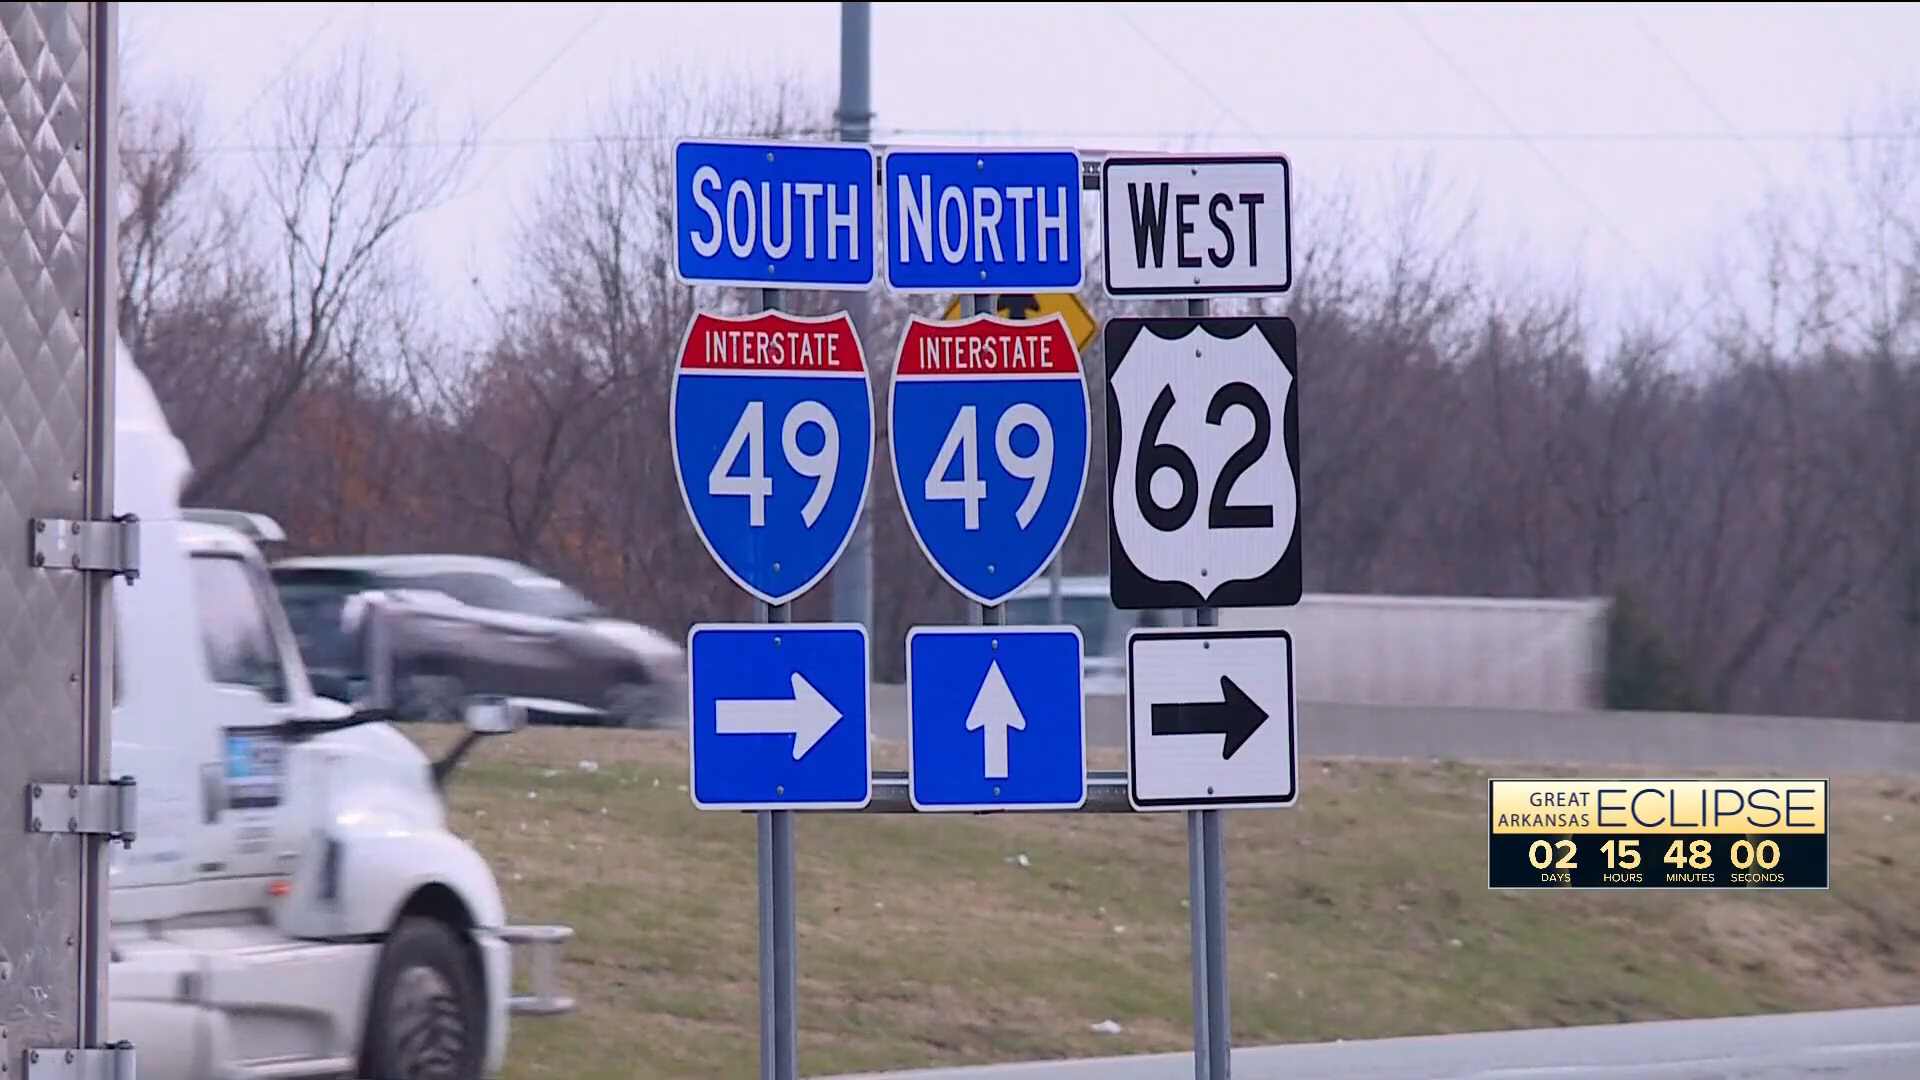 SOUTH NORTH WEST
INTERSTATE INTERSTATE
49 49 62
GREAT
ARKANSAS ECLIPSE
02 15 48 00
DAYS HOURS MINUTES SECONDS